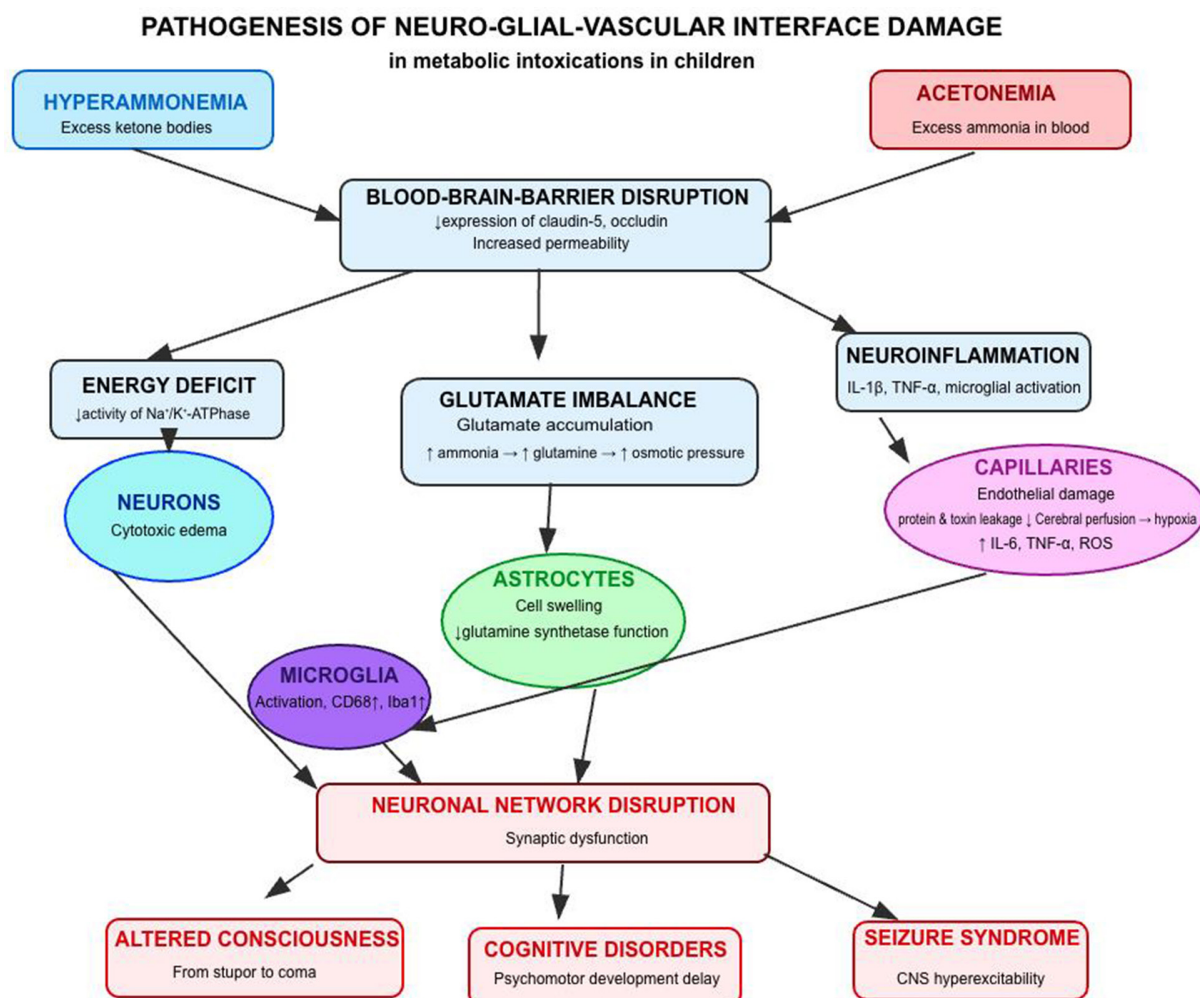 PATHOGENESIS OF NEURO-GLIAL-VASCULAR INTERFACE DAMAGE
in metabolic intoxications in children
HYPERAMMONEMIA
Excess ketone bodies
ACETONEMIA
Excess ammonia in blood
BLOOD-BRAIN-BARRIER DISRUPTION
↓expression of claudin-5, occludin
Increased permeability
ENERGY DEFICIT
↓activity of Na⁺/K⁺-ATPhase
GLUTAMATE IMBALANCE
Glutamate accumulation
↑ ammonia → ↑ glutamine → ↑ osmotic pressure
NEUROINFLAMMATION
IL-1β, TNF-α, microglial activation
NEURONS
Cytotoxic edema
CAPILLARIES
Endothelial damage
protein & toxin leakage ↓ Cerebral perfusion → hypoxia
↑ IL-6, TNF-α, ROS
ASTROCYTES
Cell swelling
↓glutamine synthetase function
MICROGLIA
Activation, CD68↑, Iba1↑
NEURONAL NETWORK DISRUPTION
Synaptic dysfunction
ALTERED CONSCIOUSNESS
From stupor to coma
COGNITIVE DISORDERS
Psychomotor development delay
SEIZURE SYNDROME
CNS hyperexcitability